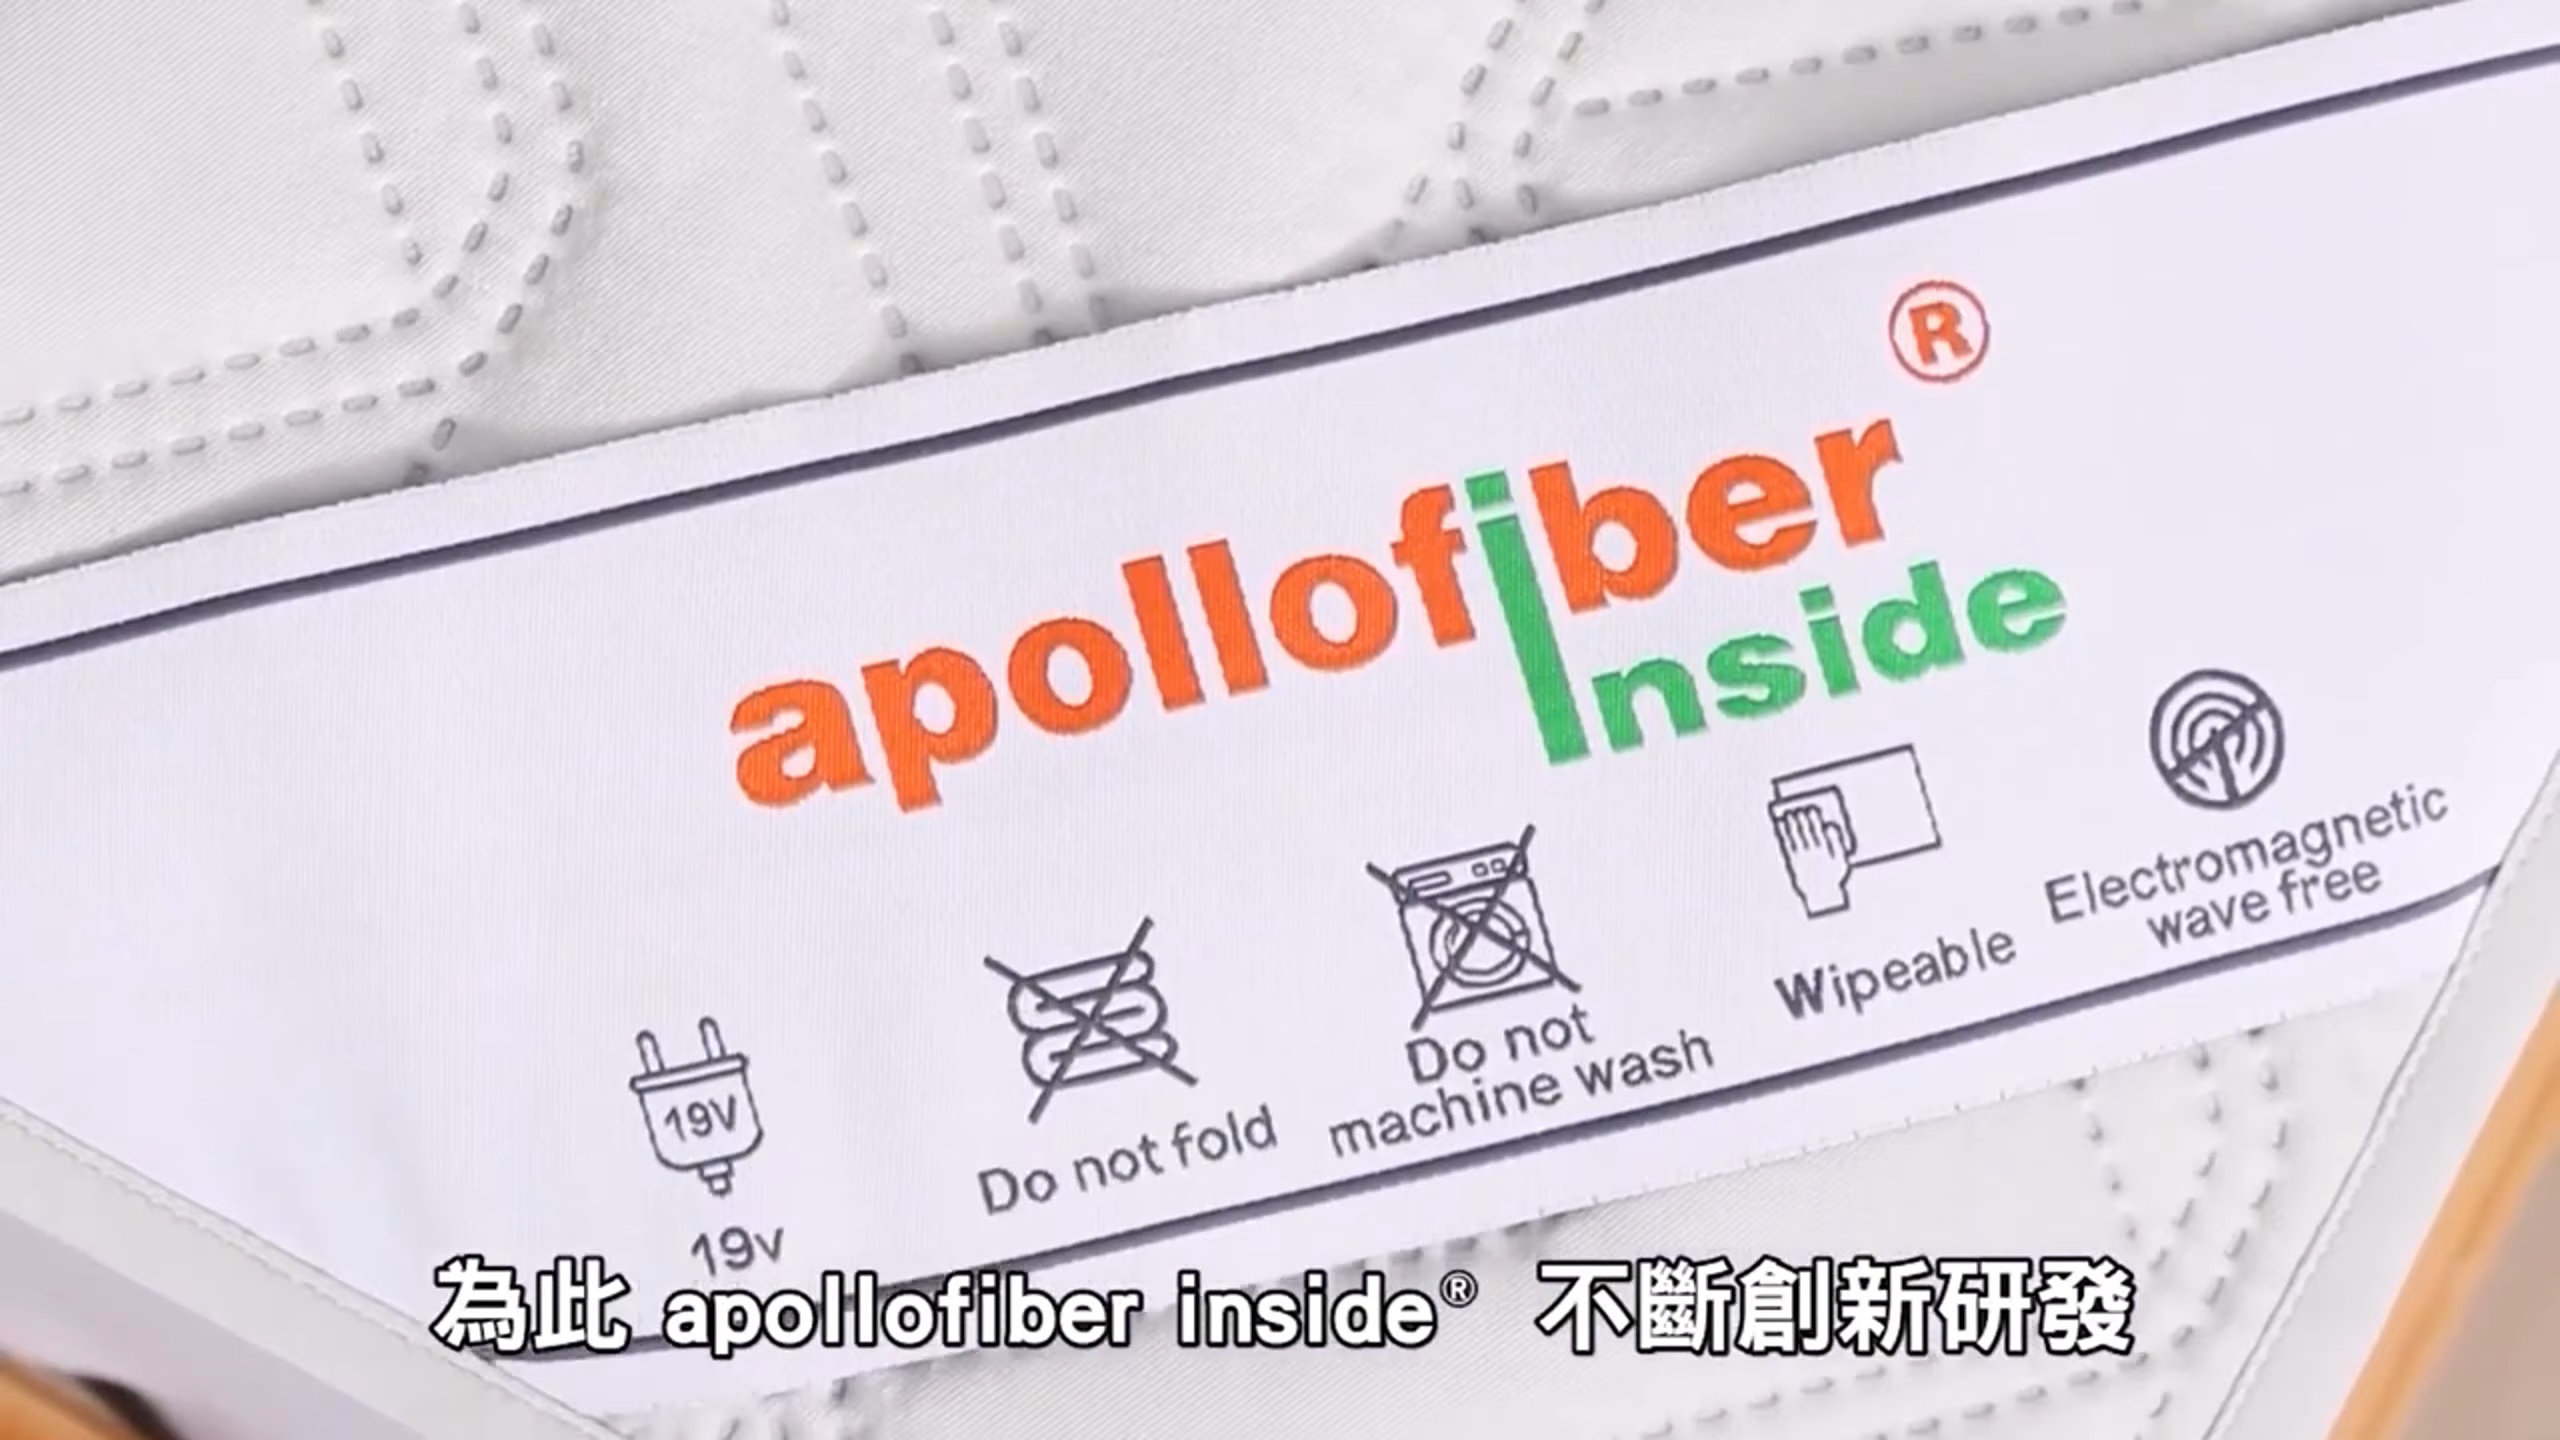 ®
apollofiber
inside
19V
19v
Do not fold
Do not
machine wash
Wipeable
Electromagnetic
wave free
為此 apollofiber inside® 不斷創新研發